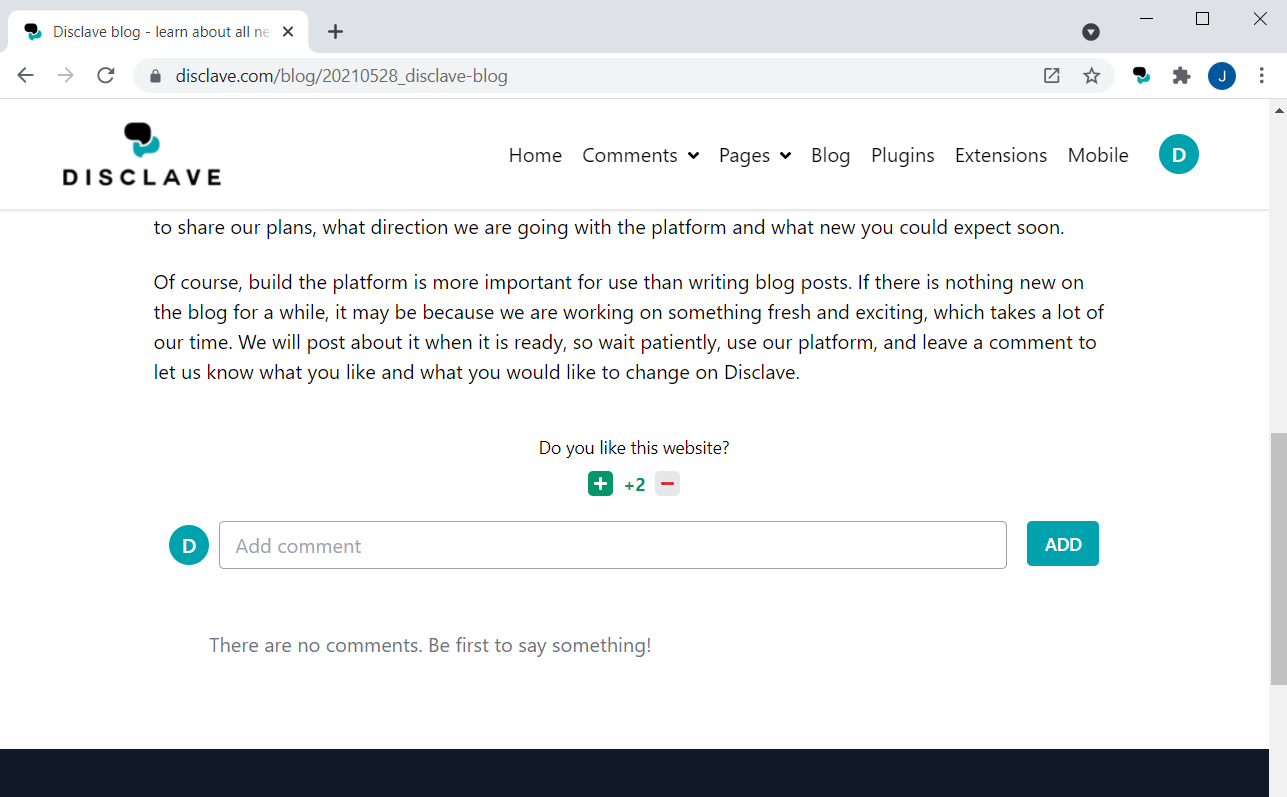 Disclave blog - learn about all ne
disclave.com/blog/20210528_disclave-blog
J
DISCLAVE
Home Comments Pages Blog Plugins Extensions Mobile D
to share our plans, what direction we are going with the platform and what new you could expect soon.
Of course, build the platform is more important for use than writing blog posts. If there is nothing new on
the blog for a while, it may be because we are working on something fresh and exciting, which takes a lot of
our time. We will post about it when it is ready, so wait patiently, use our platform, and leave a comment to
let us know what you like and what you would like to change on Disclave.
Do you like this website?
+2
D Add comment ADD
There are no comments. Be first to say something!